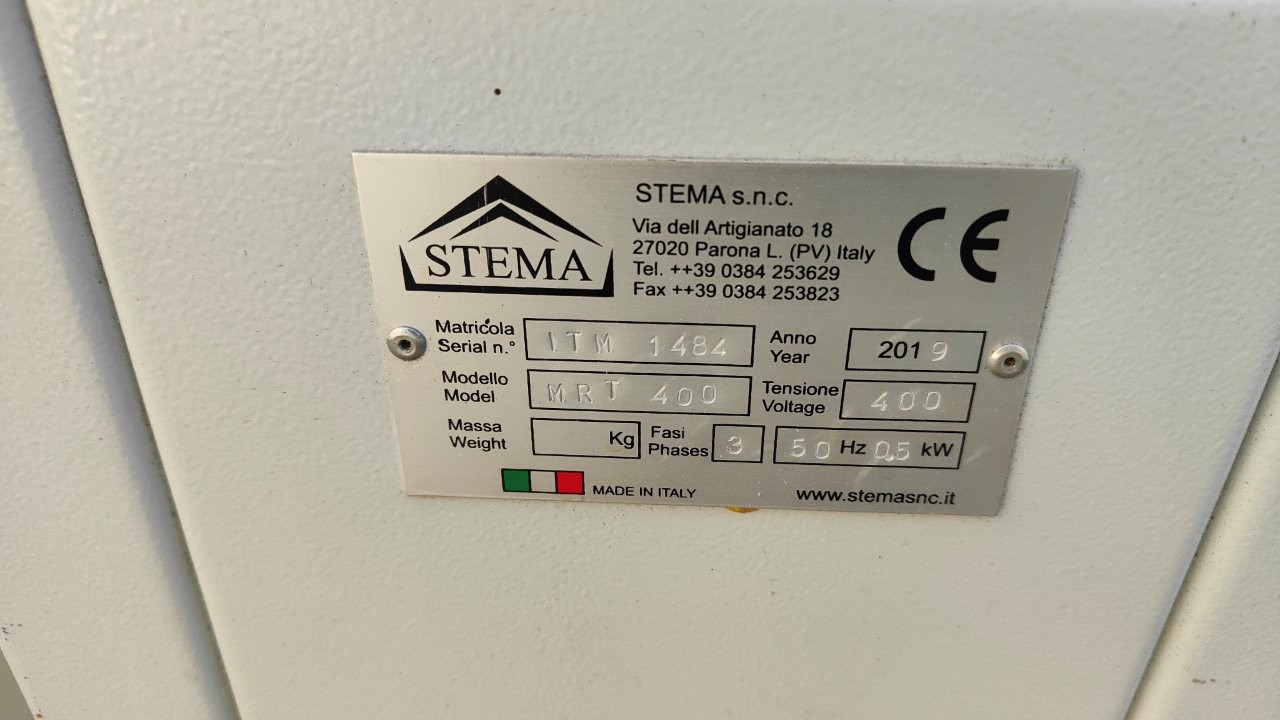 STEMA
STEMA s.n.c.
Via dell Artigianato 18
27020 Parona L. (PV) Italy
Tel. ++39 0384 253629
Fax ++39 0384 253823
CE
Matricola
Serial n.°
ITM 1484
Anno
Year
2019
Modello
Model
MRT 400
Tensione
Voltage
400
Massa
Weight
Kg
Fasi
Phases
3
50 Hz 0.5 kW
MADE IN ITALY
www.stemasnc.it